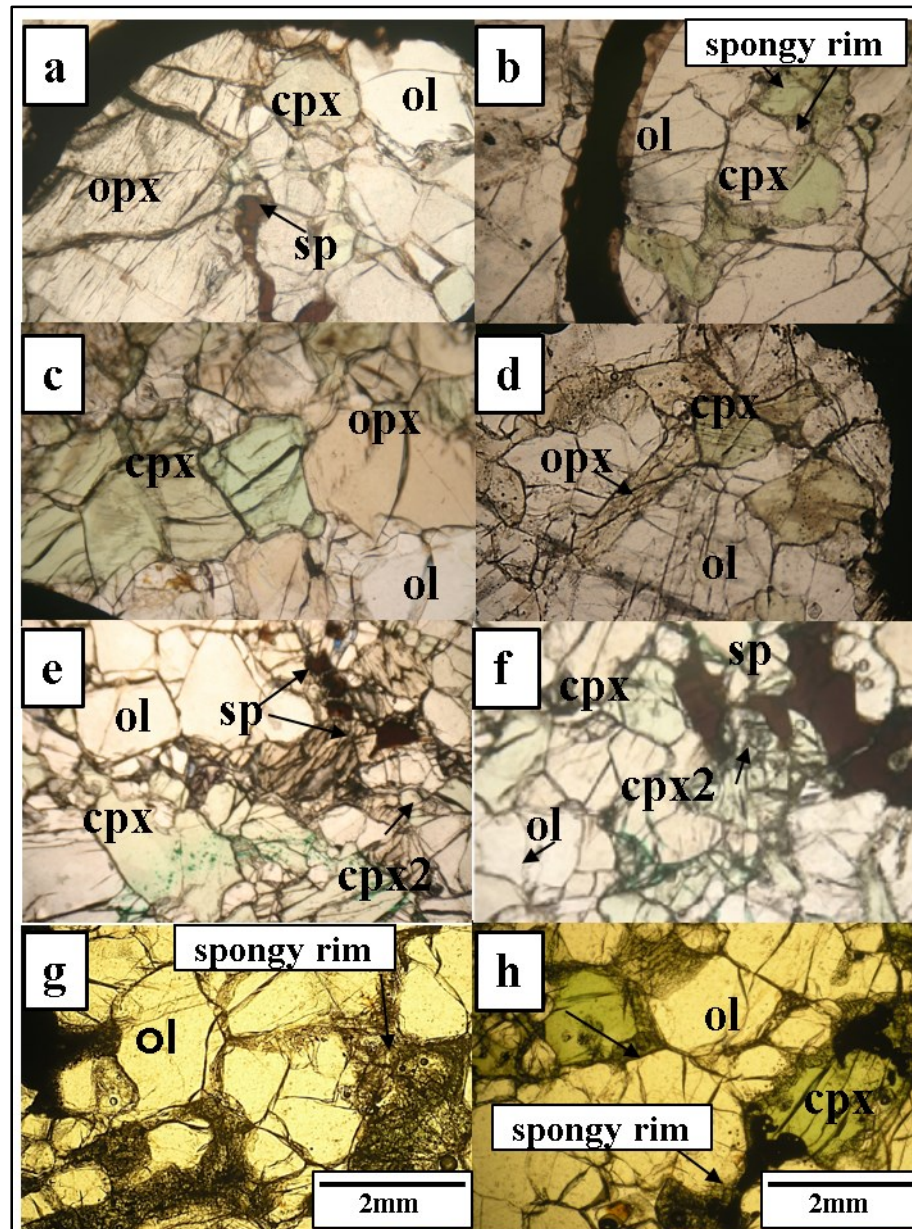 a
cpx
ol
opx
sp
b
spongy rim
ol
cpx
c
opx
cpx
ol
d
cpx
opx
ol
e
sp
ol
cpx
cpx2
f
sp
cpx
cpx2
ol
g
spongy rim
ol
2mm
h
ol
cpx
spongy rim
2mm